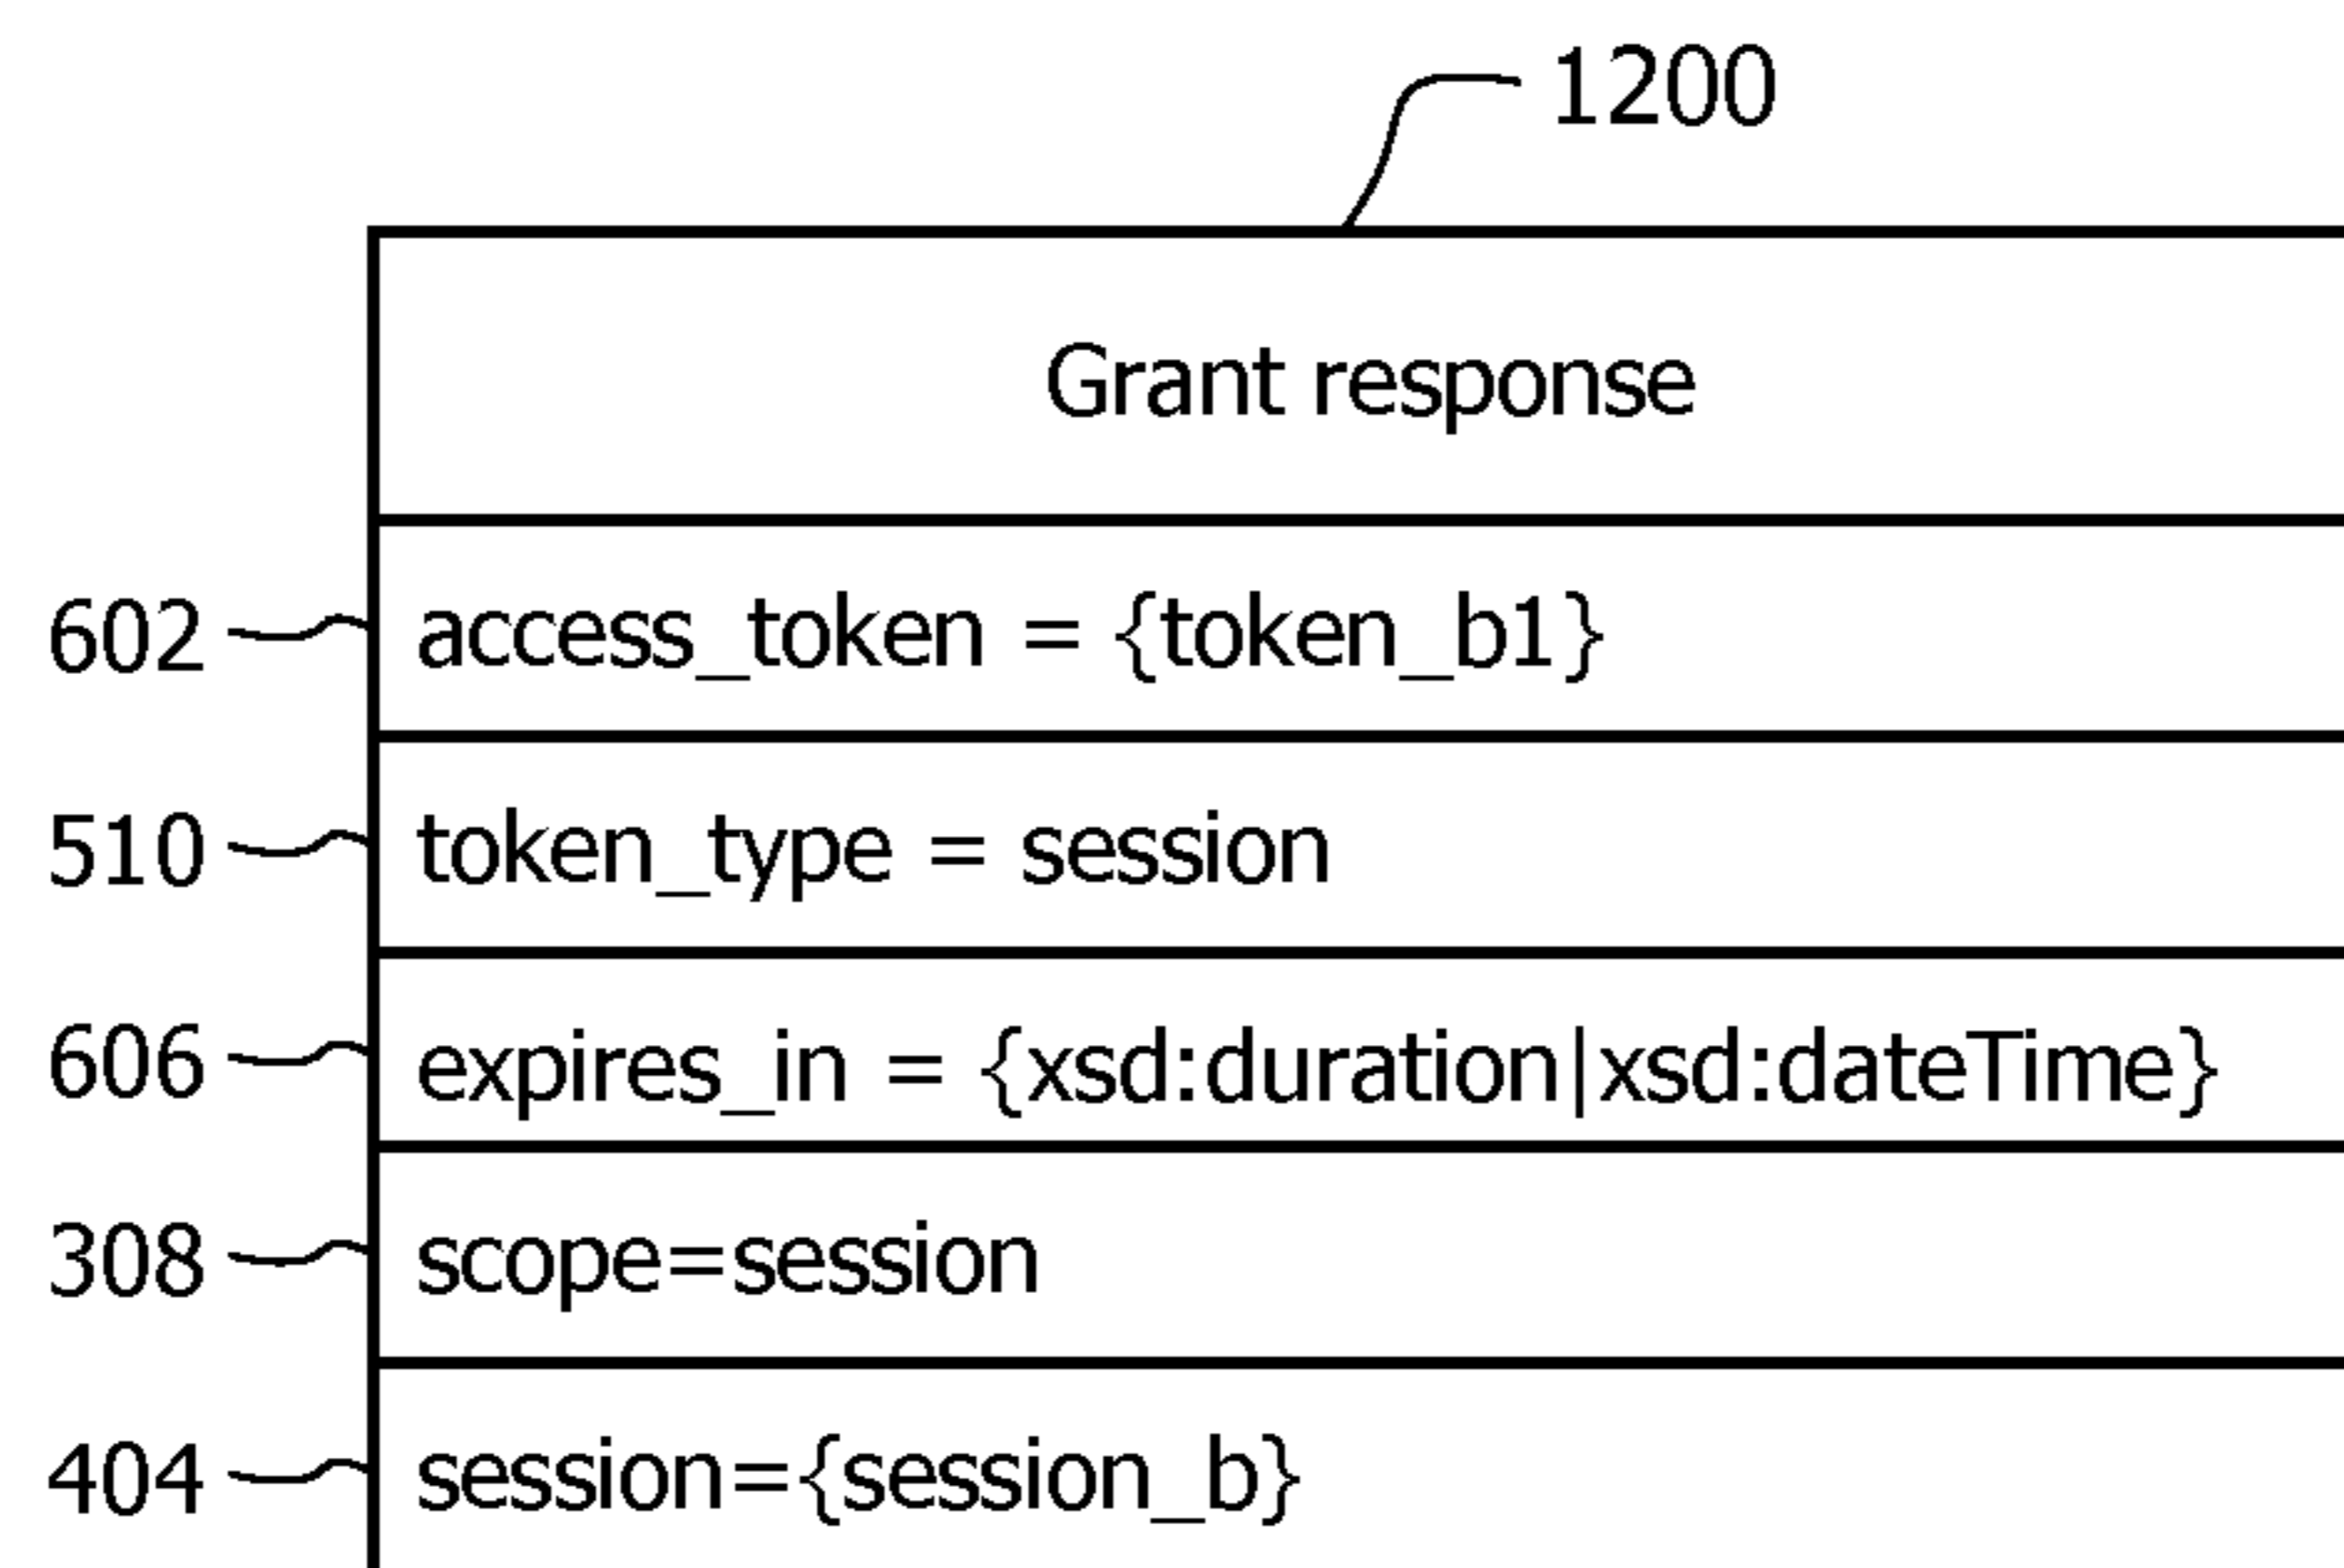 1200
Grant response
602 access_token = {token_b1}
510 token_type = session
606 expires_in = {xsd:duration|xsd:dateTime}
308 scope=session
404 session={session_b}